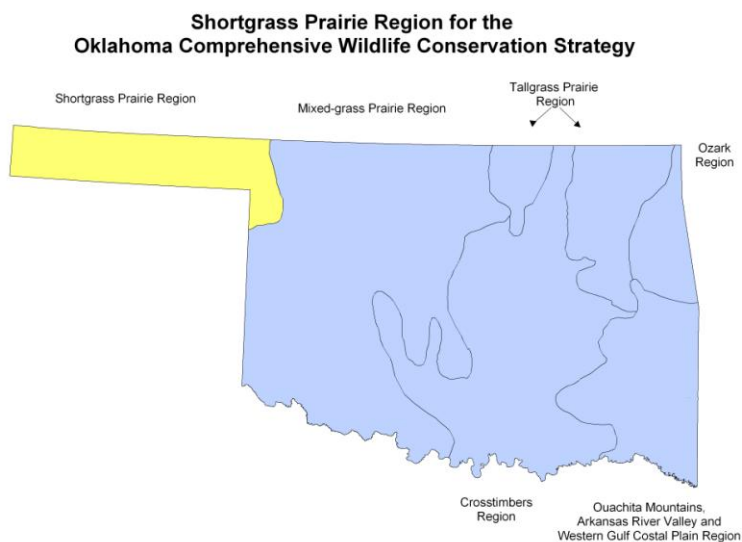 Shortgrass Prairie Region for the
Oklahoma Comprehensive Wildlife Conservation Strategy
Shortgrass Prairie Region
Mixed-grass Prairie Region
Tallgrass Prairie
Region
Ozark
Region
Crosstimbers
Region
Ouachita Mountains,
Arkansas River Valley and
Western Gulf Costal Plain Region